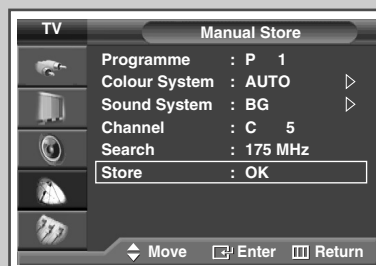 TV
Manual Store
Programme : P 1
Colour System : AUTO
Sound System : BG
Channel : C 5
Search : 175 MHz
Store : OK
Move Enter Return